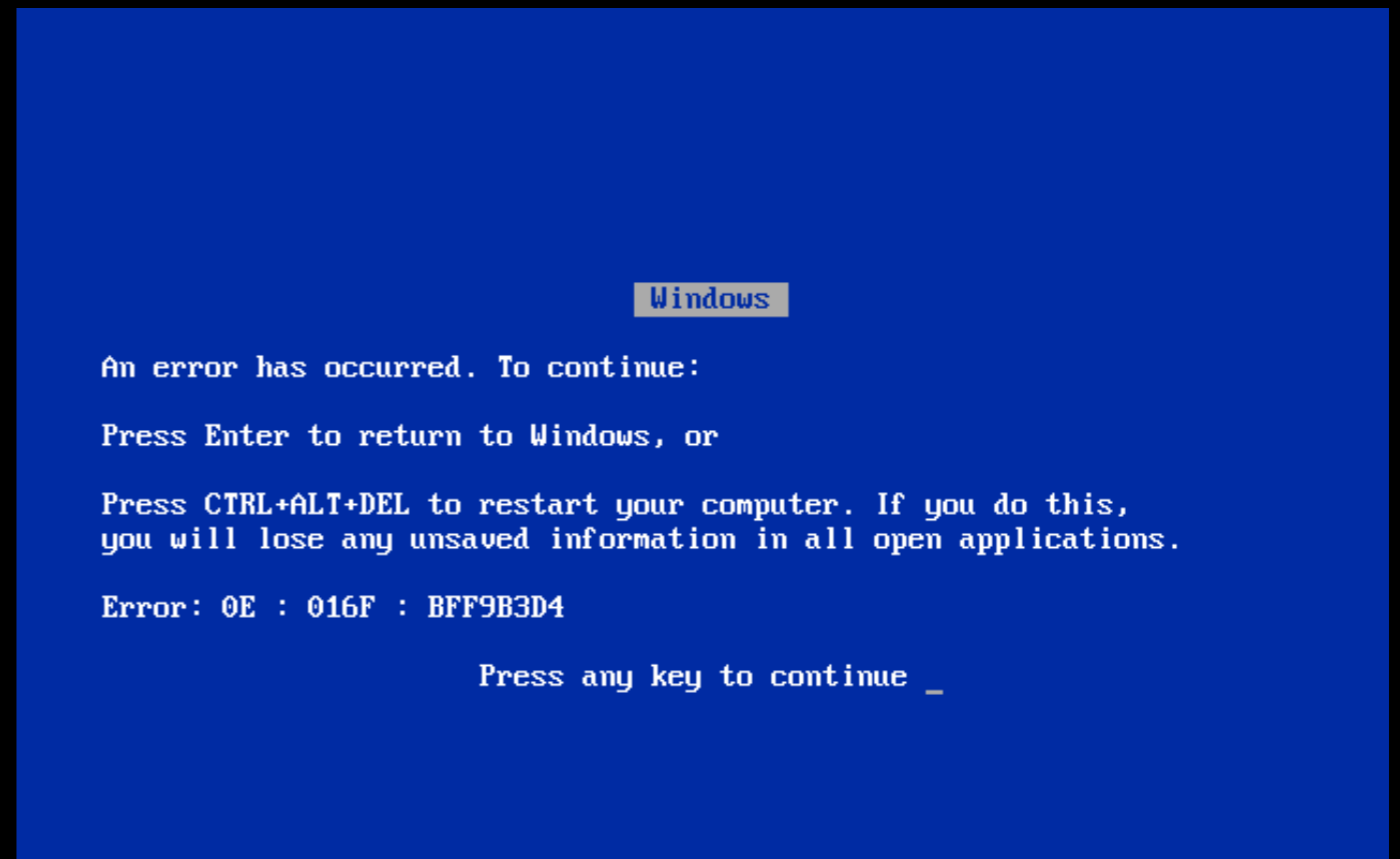 Windows
An error has occurred. To continue:
Press Enter to return to Windows, or
Press CTRL+ALT+DEL to restart your computer. If you do this,
you will lose any unsaved information in all open applications.
Error: 0E : 016F : BFF9B3D4
Press any key to continue _